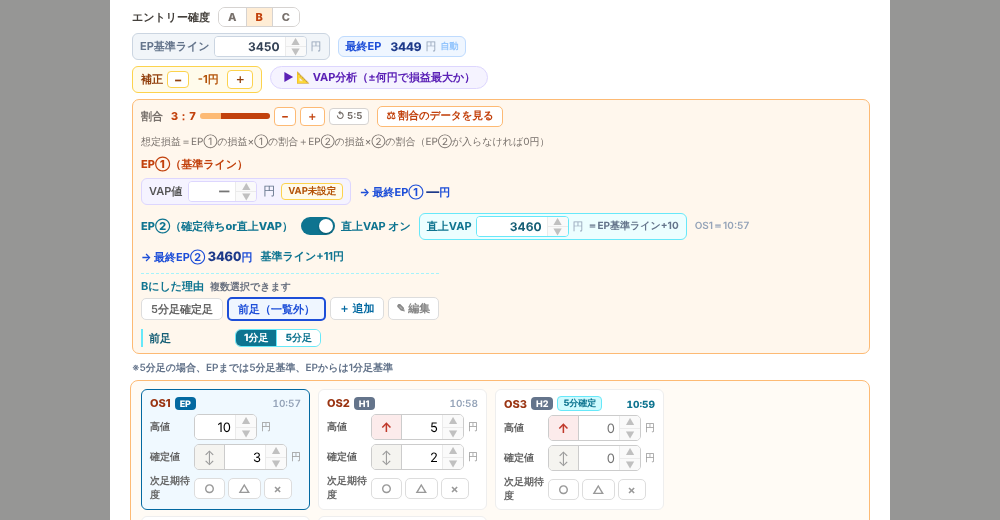 エントリー確度 A B C
EP基準ライン 3450 円 最終EP 3449 円 自動
補正 − -1円 + ▶ 📐 VAP分析（±何円で損益最大か）
割合 3：7 − + ↺ 5:5 ⚖ 割合のデータを見る
想定損益＝EP①の損益×①の割合＋EP②の損益×②の割合（EP②が入らなければ0円）
EP①（基準ライン）
VAP値 ー 円 VAP未設定 → 最終EP① ー円
EP②（確定待ちor直上VAP） 直上VAP オン 直上VAP 3460 円 ＝EP基準ライン+10 OS1＝10:57
→ 最終EP② 3460円 基準ライン+11円
Bにした理由 複数選択できます
5分足確定足 前足（一覧外） ＋ 追加 ✎ 編集
前足 1分足 5分足
※5分足の場合、EPまでは5分足基準、EPからは1分足基準
OS1 EP 10:57
高値 10 円
確定値 ↕ 3 円
次足期待度 ○ △ ×
OS2 H1 10:58
高値 ↑ 5 円
確定値 ↕ 2 円
次足期待度 ○ △ ×
OS3 H2 5分確定 10:59
高値 ↑ 0 円
確定値 ↕ 0 円
次足期待度 ○ △ ×